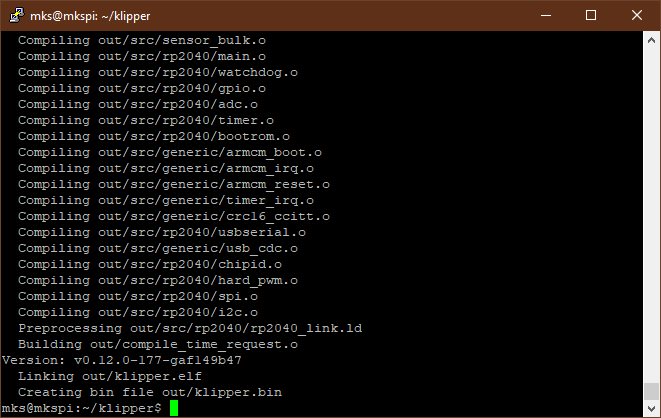 mks@mkspi: ~/klipper
Compiling out/src/sensor_bulk.o
Compiling out/src/rp2040/main.o
Compiling out/src/rp2040/watchdog.o
Compiling out/src/rp2040/gpio.o
Compiling out/src/rp2040/adc.o
Compiling out/src/rp2040/timer.o
Compiling out/src/rp2040/bootrom.o
Compiling out/src/generic/armcm_boot.o
Compiling out/src/generic/armcm_irq.o
Compiling out/src/generic/armcm_reset.o
Compiling out/src/generic/timer_irq.o
Compiling out/src/generic/crc16_ccitt.o
Compiling out/src/rp2040/usbserial.o
Compiling out/src/generic/usb_cdc.o
Compiling out/src/rp2040/chipid.o
Compiling out/src/rp2040/hard_pwm.o
Compiling out/src/rp2040/spi.o
Compiling out/src/rp2040/i2c.o
Preprocessing out/src/rp2040/rp2040_link.ld
Building out/compile_time_request.o
Version: v0.12.0-177-gaf149b47
Linking out/klipper.elf
Creating bin file out/klipper.bin
mks@mkspi:~/klipper$